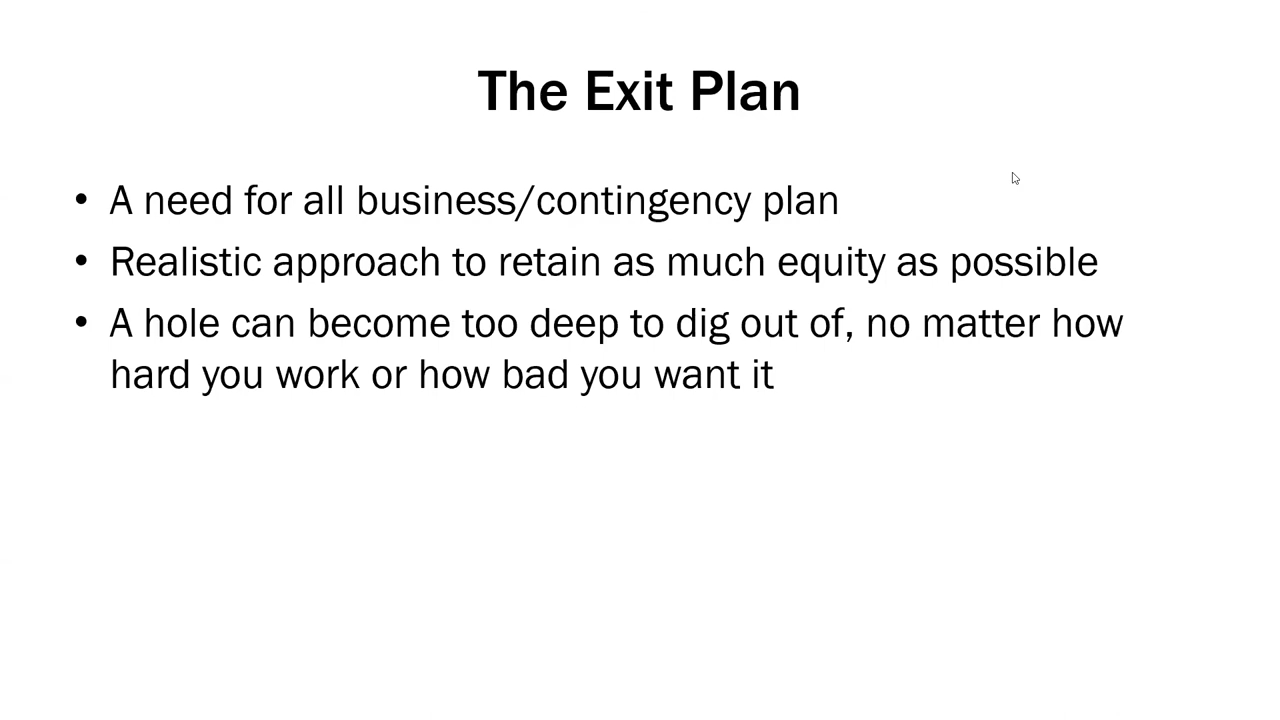 The Exit Plan
• A need for all business/contingency plan
• Realistic approach to retain as much equity as possible
• A hole can become too deep to dig out of, no matter how
hard you work or how bad you want it